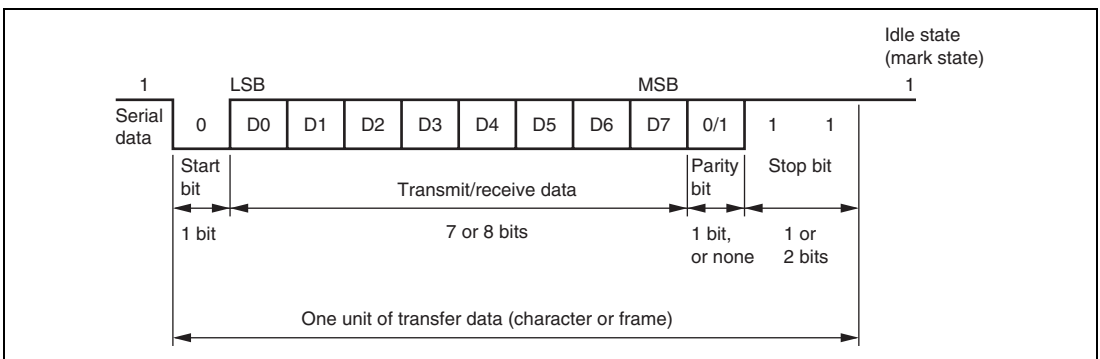 Idle state
(mark state)
1 LSB MSB 1
Serial
data
0 D0 D1 D2 D3 D4 D5 D6 D7 0/1 1 1
Start
bit
Transmit/receive data
Parity
bit
Stop bit
1 bit
7 or 8 bits
1 bit,
or none
1 or
2 bits
One unit of transfer data (character or frame)